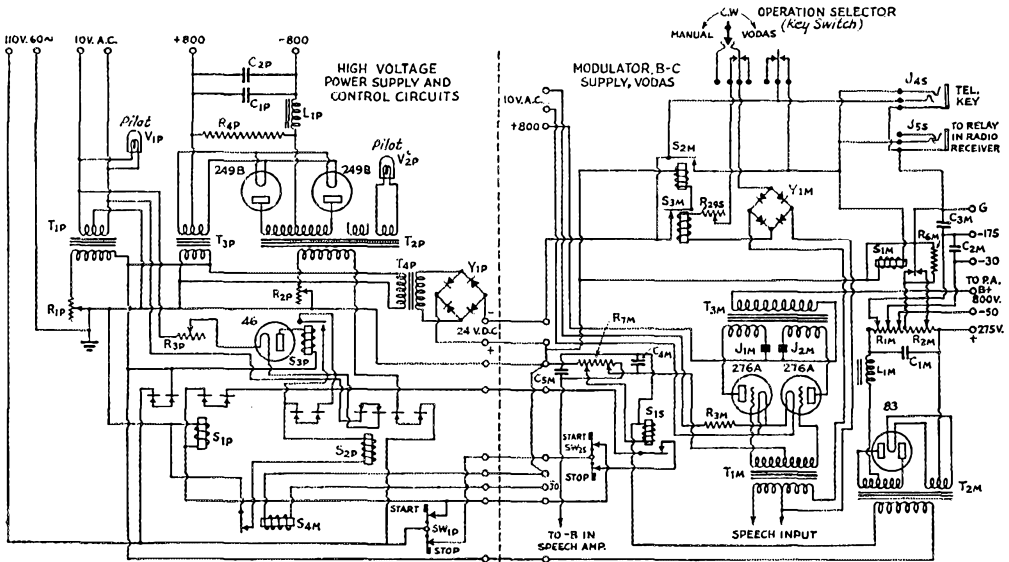 110V. 60~
10V. A.C.
+800
-800
C2P
C1P
L1P
R4P
HIGH VOLTAGE
POWER SUPPLY AND
CONTROL CIRCUITS
Pilot
V1P
249B
249B
Pilot
V2P
T1P
T3P
T2P
T4P
Y1P
R1P
R2P
R3P
46
S3P
24 V.D.C.
-
+
S1P
S2P
S4M
START
SW1P
STOP
MODULATOR, B-C
SUPPLY, VODAS
C.W
OPERATION SELECTOR
(Key Switch)
MANUAL
VODAS
10V. A.C.
+800
S2M
S3M
R29S
Y1M
J4S
TEL.
KEY
J5S
TO RELAY
IN RADIO
RECEIVER
G
C3M
-175
R6M
C2M
S1M
-30
TO P.A.
B+
800V.
-50
275V.
+
R1M
R2M
T3M
R7M
C4M
C5M
J1M
J2M
276A
276A
C1M
L1M
S1S
R3M
83
START
SW2S
STOP
30
T1M
T2M
TO -B IN
SPEECH AMP.
SPEECH INPUT